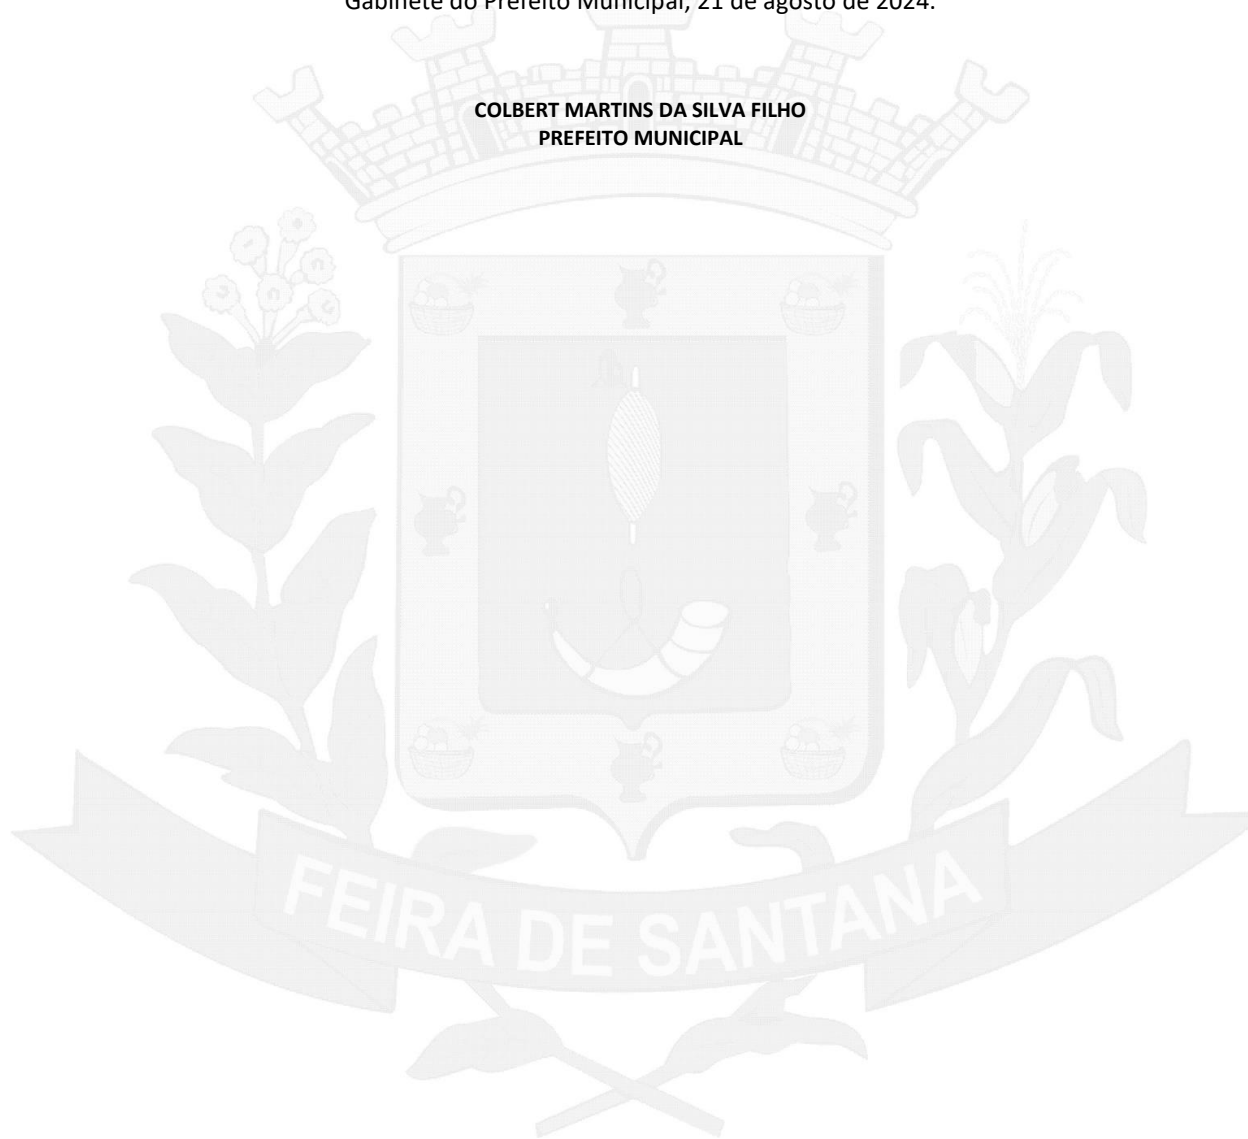 Gabinete do Prefeito Municipal, 21 de agosto de 2024.
COLBERT MARTINS DA SILVA FILHO
PREFEITO MUNICIPAL
FEIRA DE SANTANA